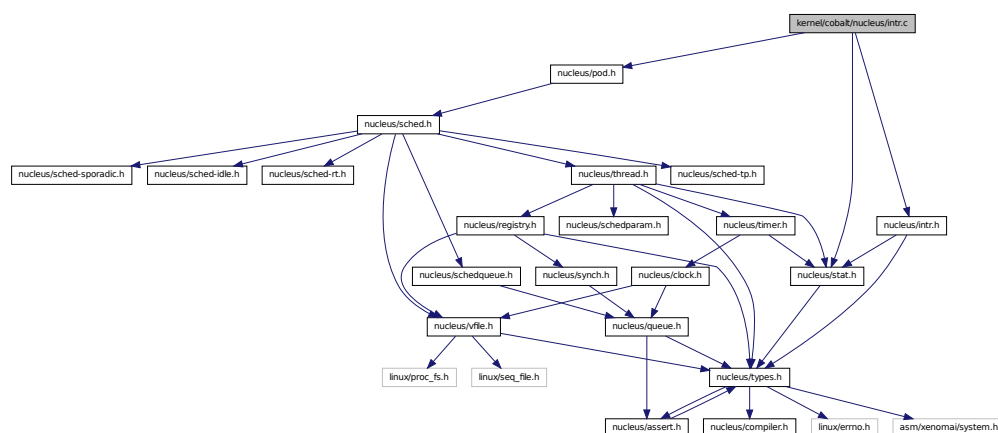 kernel/cobalt/nucleus/intr.c
nucleus/pod.h
nucleus/sched.h
nucleus/sched-sporadic.h
nucleus/sched-idle.h
nucleus/sched-rt.h
nucleus/thread.h
nucleus/sched-tp.h
nucleus/registry.h
nucleus/schedparam.h
nucleus/timer.h
nucleus/intr.h
nucleus/schedqueue.h
nucleus/synch.h
nucleus/clock.h
nucleus/stat.h
nucleus/vfile.h
nucleus/queue.h
linux/proc_fs.h
linux/seq_file.h
nucleus/types.h
nucleus/assert.h
nucleus/compiler.h
linux/errno.h
asm/xenomai/system.h